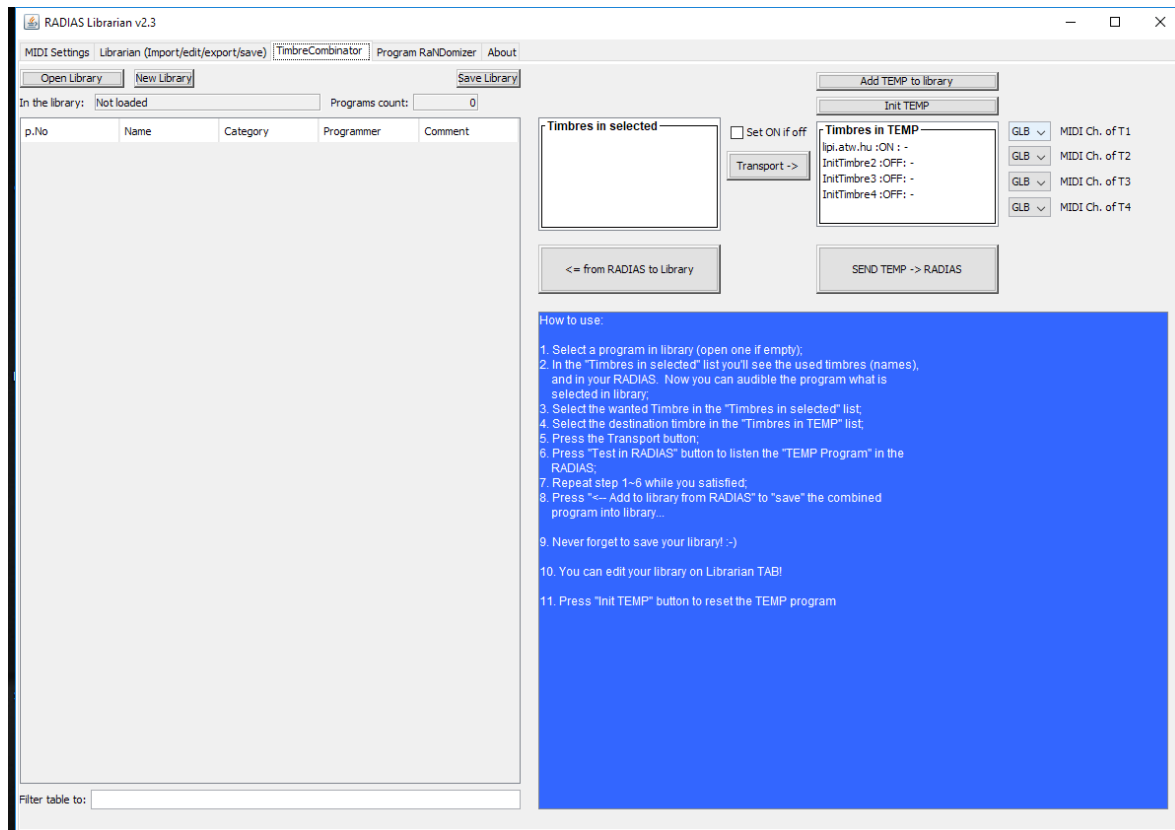 RADIAS Librarian v2.3
MIDI Settings Librarian (Import/edit/export/save) TimbreCombinator Program RaNDomizer About
Open Library New Library Save Library
In the library: Not loaded Programs count: 0
p.No Name Category Programmer Comment
Filter table to:
Add TEMP to library
Init TEMP
Timbres in selected
Set ON if off
Transport ->
Timbres in TEMP
lipi.atw.hu :ON : -
InitTimbre2 :OFF: -
InitTimbre3 :OFF: -
InitTimbre4 :OFF: -
GLB MIDI Ch. of T1
GLB MIDI Ch. of T2
GLB MIDI Ch. of T3
GLB MIDI Ch. of T4
<= from RADIAS to Library
SEND TEMP -> RADIAS
How to use:
1. Select a program in library (open one if empty);
2. In the "Timbres in selected" list you'll see the used timbres (names),
and in your RADIAS. Now you can audible the program what is
selected in library;
3. Select the wanted Timbre in the "Timbres in selected" list;
4. Select the destination timbre in the "Timbres in TEMP" list;
5. Press the Transport button;
6. Press "Test in RADIAS" button to listen the "TEMP Program" in the
RADIAS;
7. Repeat step 1~6 while you satisfied;
8. Press "<-- Add to library from RADIAS" to "save" the combined
program into library...
9. Never forget to save your library! :-)
10. You can edit your library on Librarian TAB!
11. Press "Init TEMP" button to reset the TEMP program